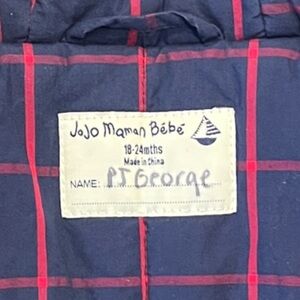 JoJo Maman Bébé
18-24mths
Made in China
NAME: PJ George